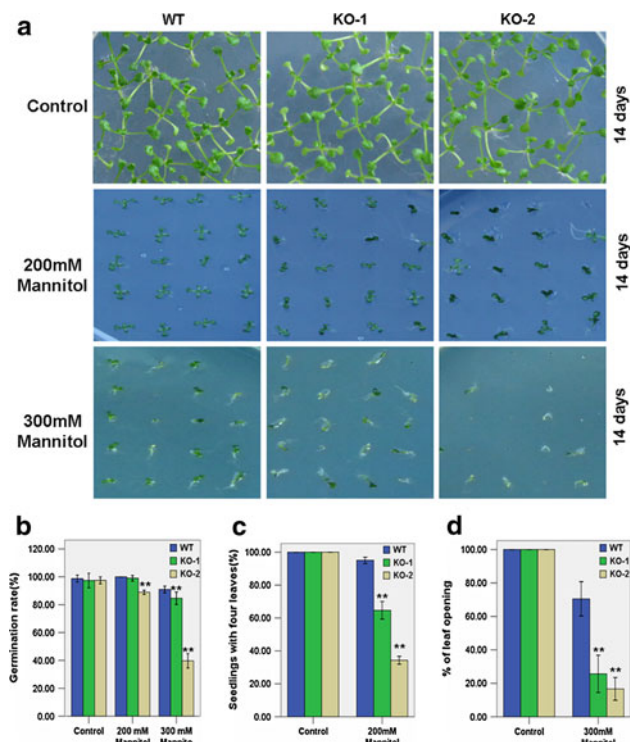 WT KO-1 KO-2
a
Control
14 days
200mM
Mannitol
14 days
300mM
Mannitol
14 days
b
Germination rate(%)
120.00
100.00
80.00
60.00
40.00
20.00
0.00
WT
KO-1
KO-2
**
**
**
Control 200 mM 300 mM
Mannitol Mannito
c
Seedlings with four leaves(%)
100.00
80.00
60.00
40.00
20.00
0.00
WT
KO-1
KO-2
**
**
Control 200mM
Mannitol
d
% of leaf opening
100.00
80.00
60.00
40.00
20.00
0.00
WT
KO-1
KO-2
**
**
Control 300mM
Mannitol